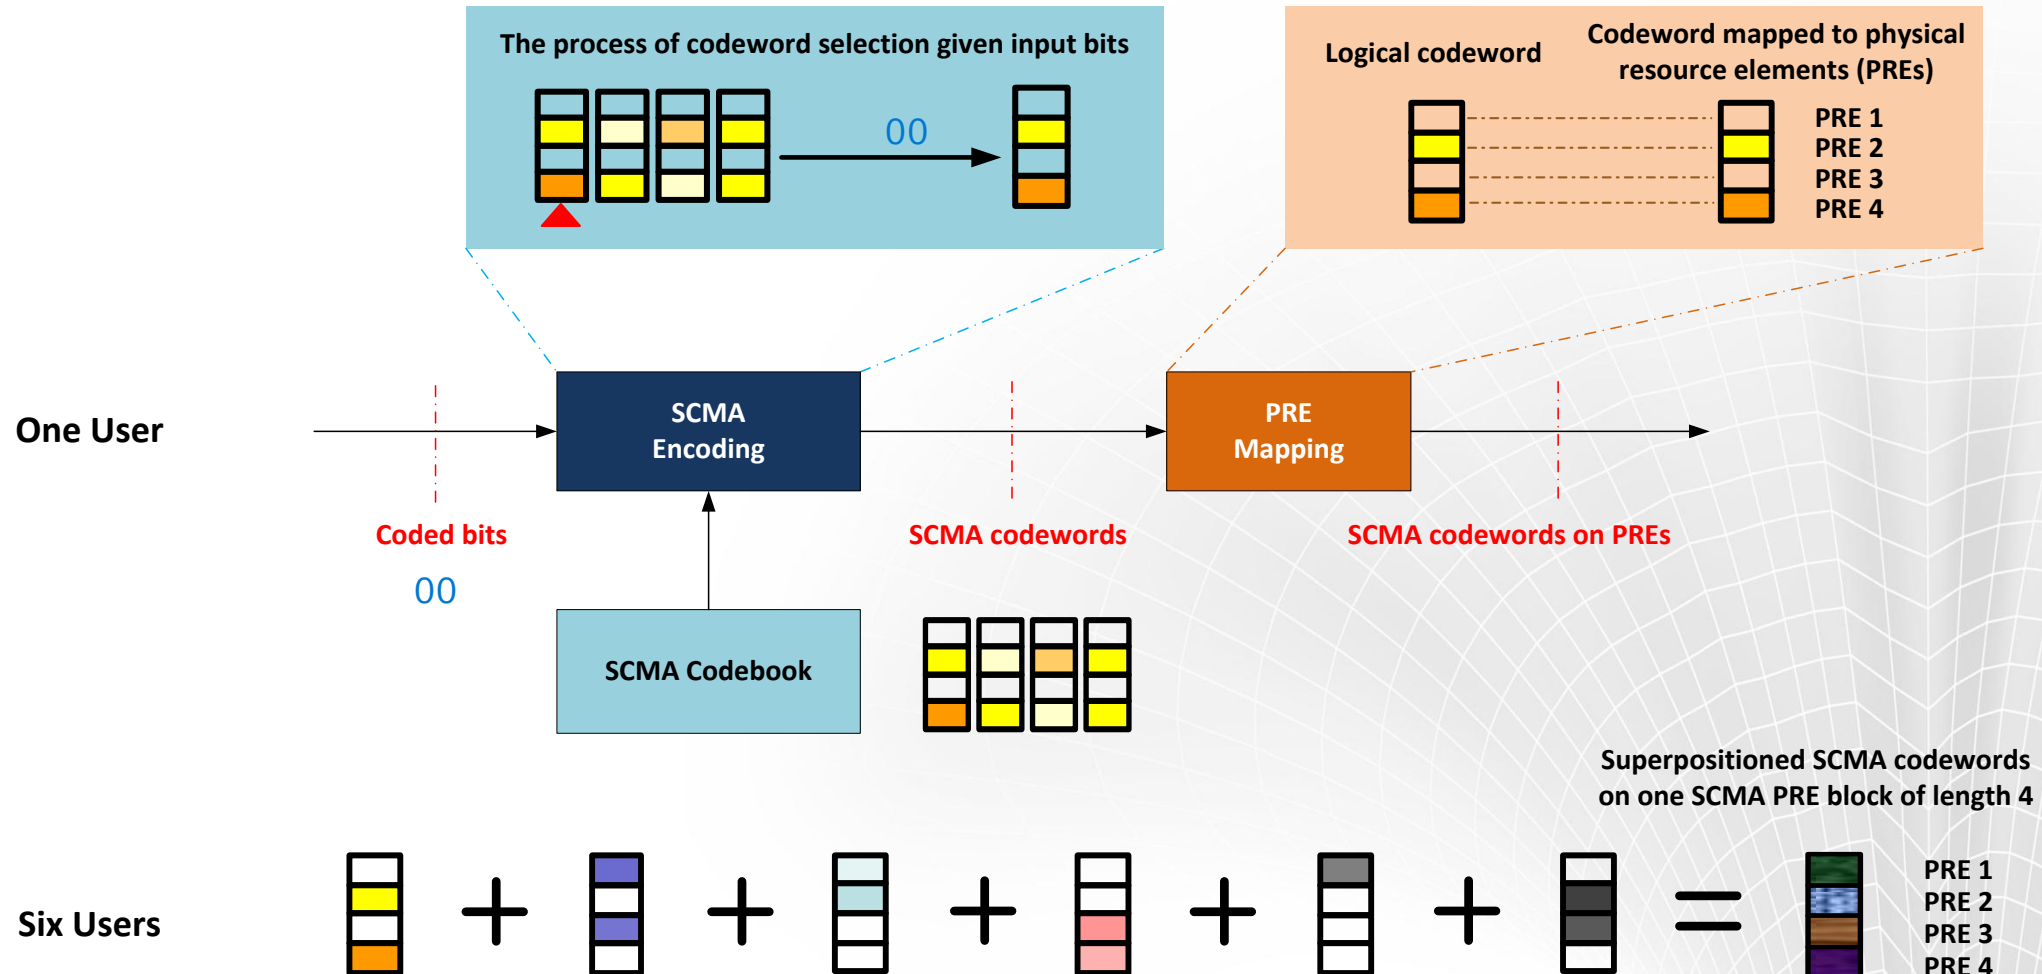 The process of codeword selection given input bits
00
Logical codeword
Codeword mapped to physical
resource elements (PREs)
PRE 1
PRE 2
PRE 3
PRE 4
One User
SCMA
Encoding
PRE
Mapping
Coded bits
00
SCMA codewords
SCMA codewords on PREs
SCMA Codebook
Superpositioned SCMA codewords
on one SCMA PRE block of length 4
Six Users
+ + + + + =
PRE 1
PRE 2
PRE 3
PRE 4